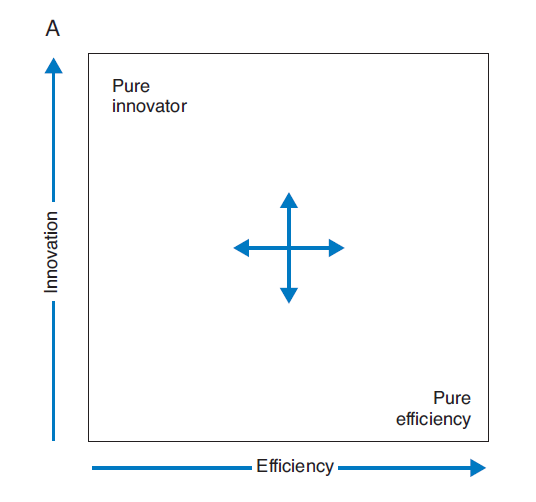 A
Pure
innovator
Innovation
Pure
efficiency
Efficiency